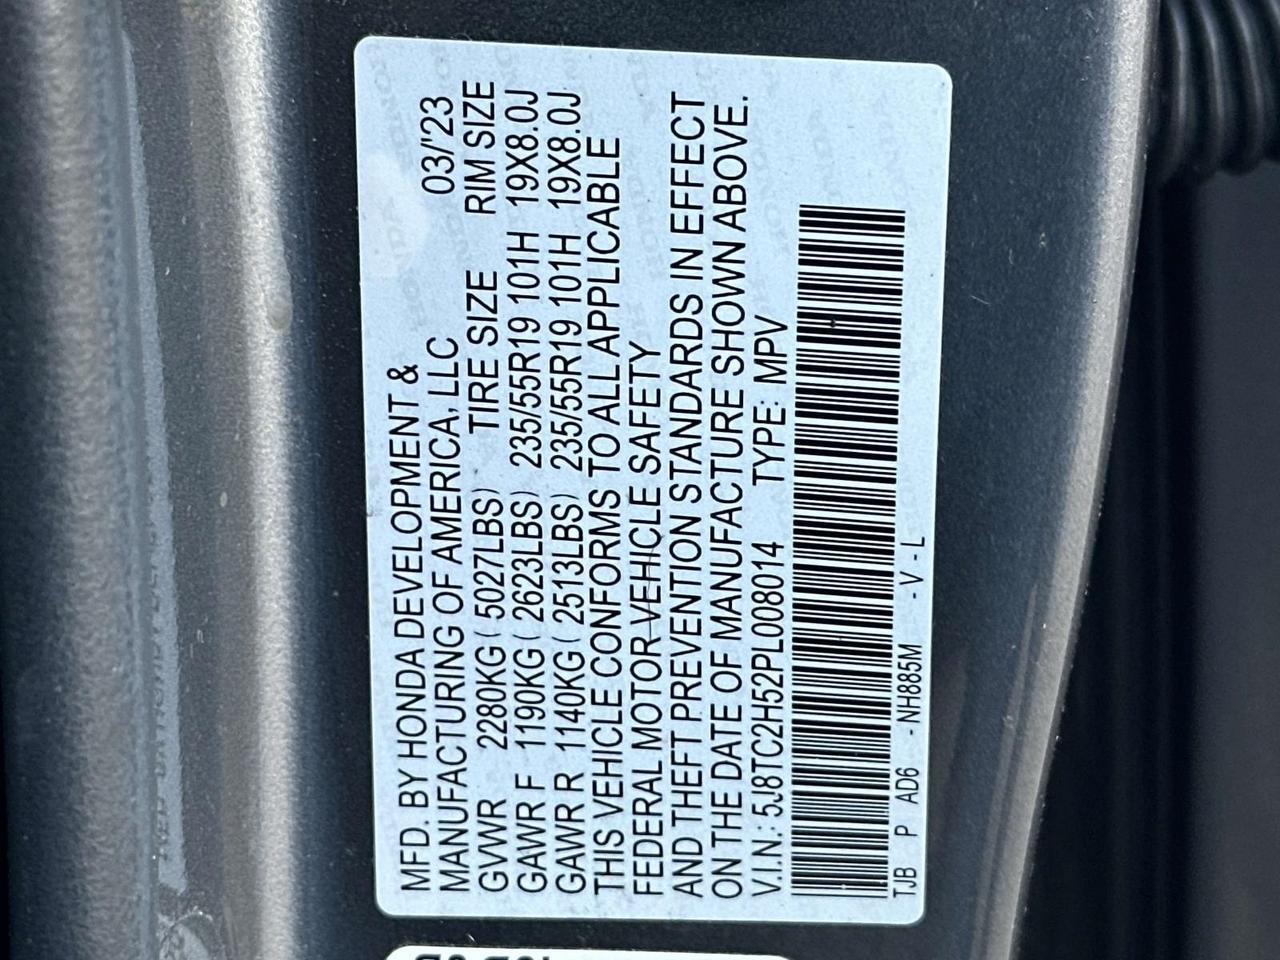 MFD. BY HONDA DEVELOPMENT &
MANUFACTURING OF AMERICA, LLC 03/'23
GVWR 2280KG ( 5027LBS) TIRE SIZE RIM SIZE
GAWR F 1190KG ( 2623LBS) 235/55R19 101H 19X8.0J
GAWR R 1140KG ( 2513LBS) 235/55R19 101H 19X8.0J
THIS VEHICLE CONFORMS TO ALL APPLICABLE
FEDERAL MOTOR VEHICLE SAFETY
AND THEFT PREVENTION STANDARDS IN EFFECT
ON THE DATE OF MANUFACTURE SHOWN ABOVE.
V.I.N.: 5J8TC2H52PL008014 TYPE: MPV
TJB P AD6 -NH885M -V -L